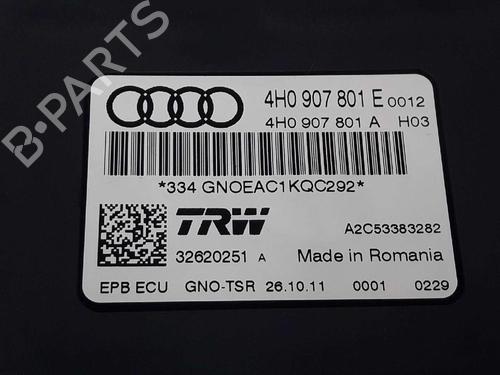 B-PARTS
4H0 907 801 E 0012
4H0 907 801 A H03
*334 GNOEAC1KQC292*
TRW A2C53383282
32620251 A Made in Romania
EPB ECU GNO-TSR 26.10.11 0001 0229